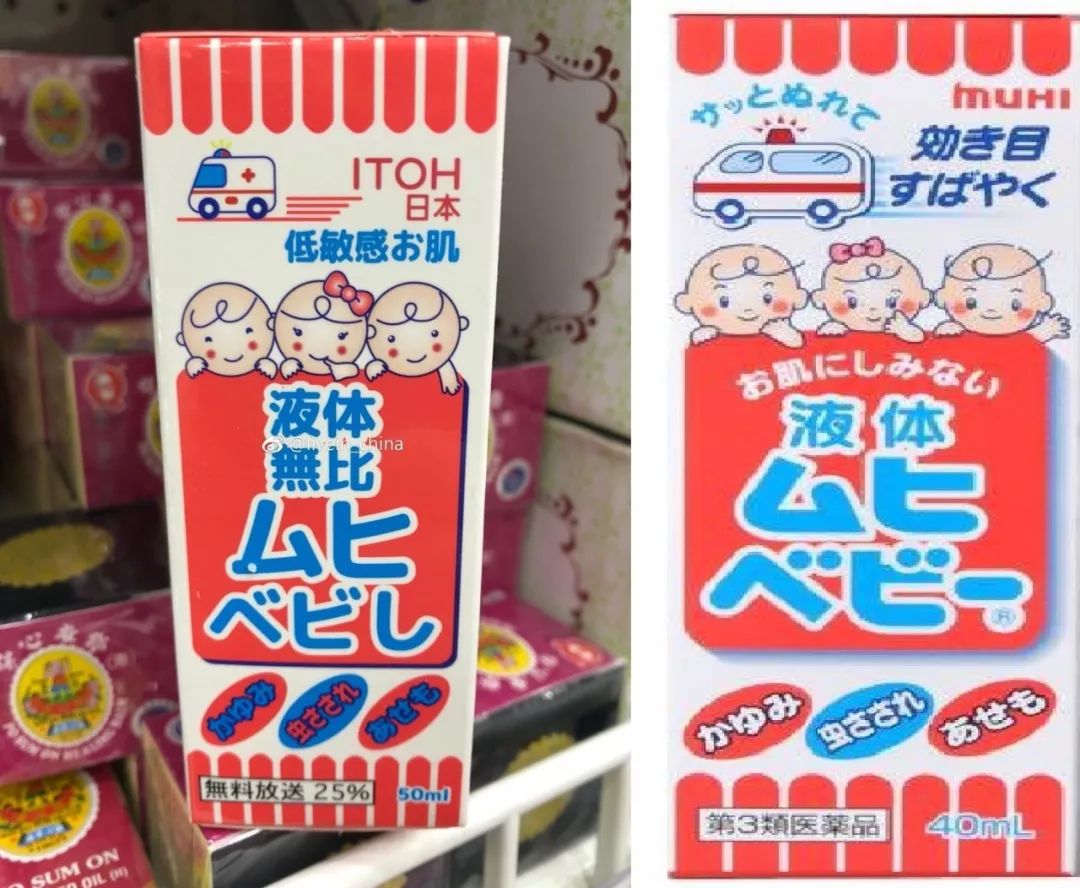 ITOH
日本
低敏感お肌
液体
無比
ムヒ
ベビし
かゆみ
虫さされ
あせも
無料放送 25%
50ml
muHI
サッとぬれて
効き目
すばやく
お肌にしみない
液体
ムヒ
ベビー®
かゆみ
虫さされ
あせも
第3類医薬品
40mL